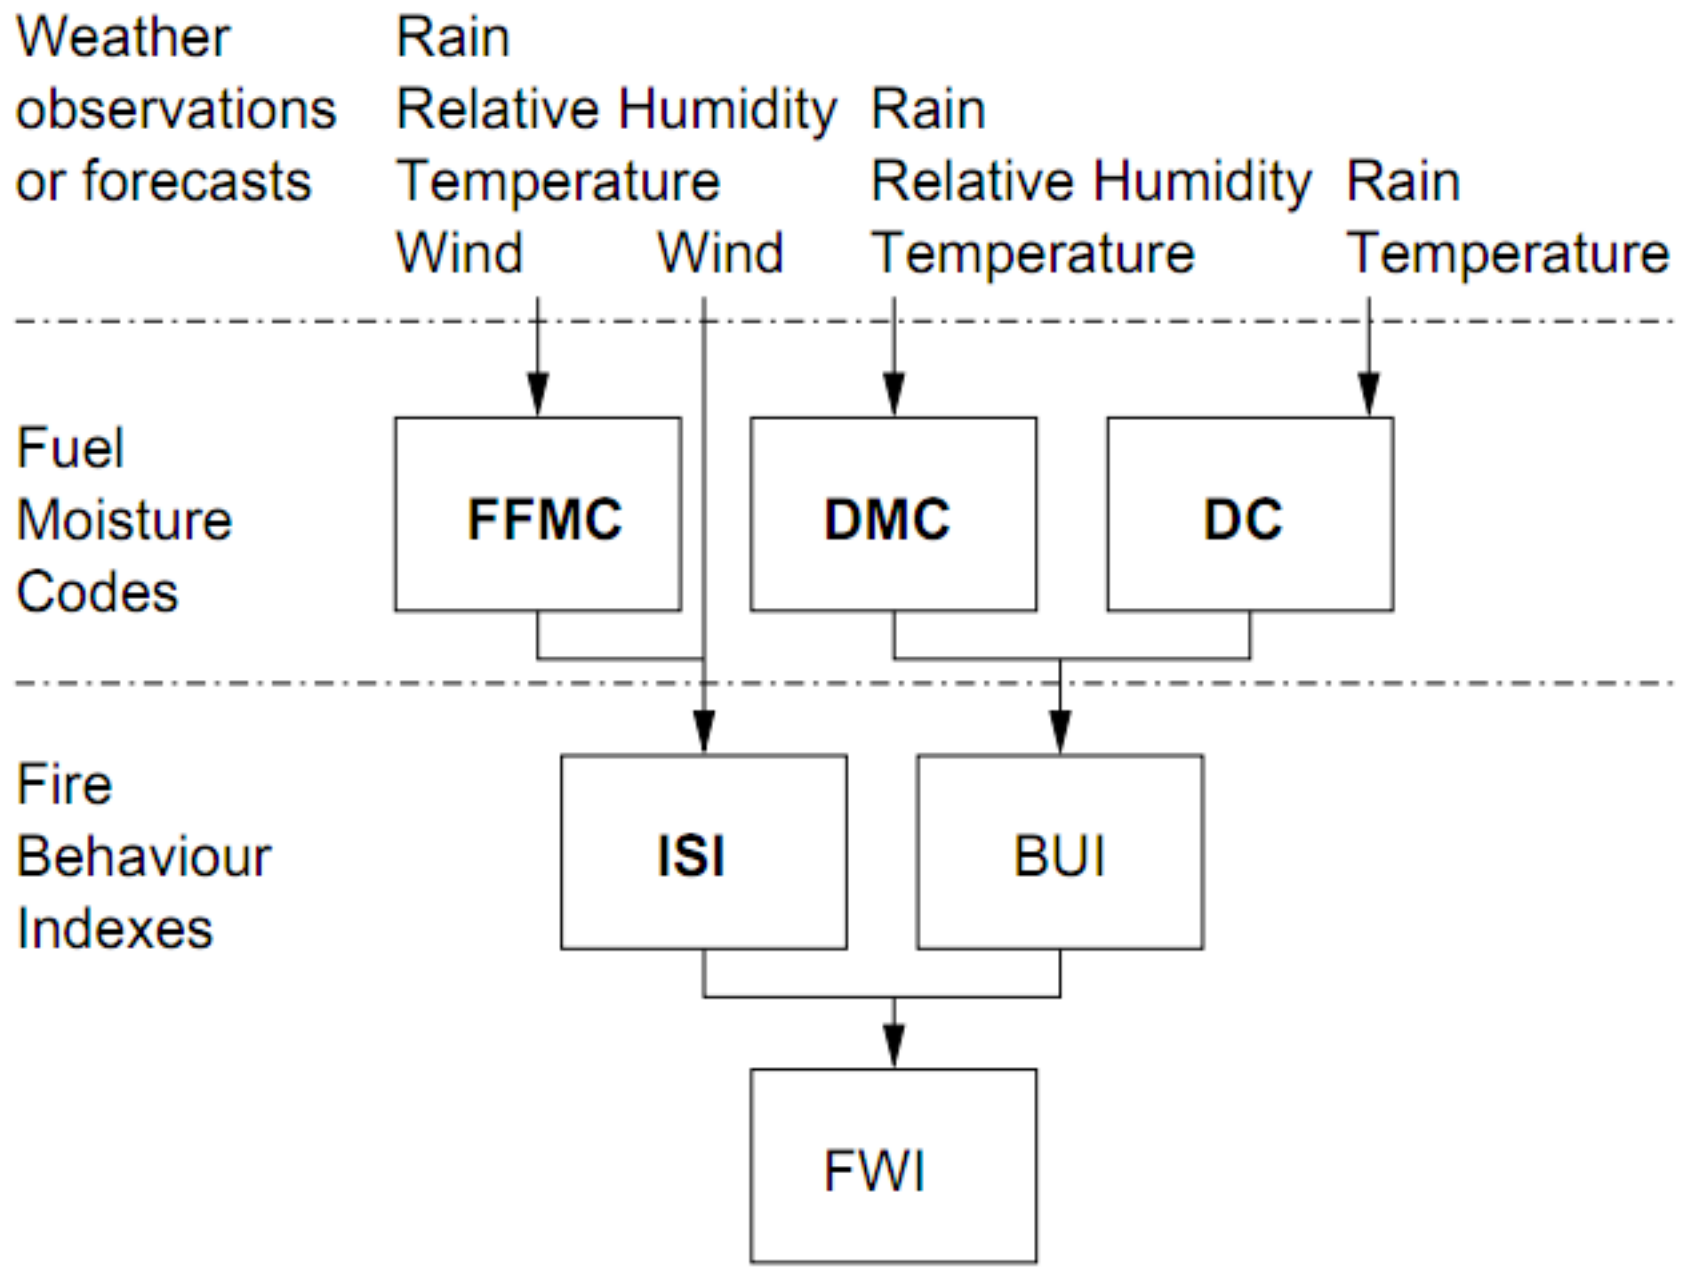 Weather
observations
or forecasts
Rain
Relative Humidity
Temperature
Wind
Wind
Rain
Relative Humidity
Temperature
Rain
Temperature
Fuel
Moisture
Codes
FFMC
DMC
DC
Fire
Behaviour
Indexes
ISI
BUI
FWI